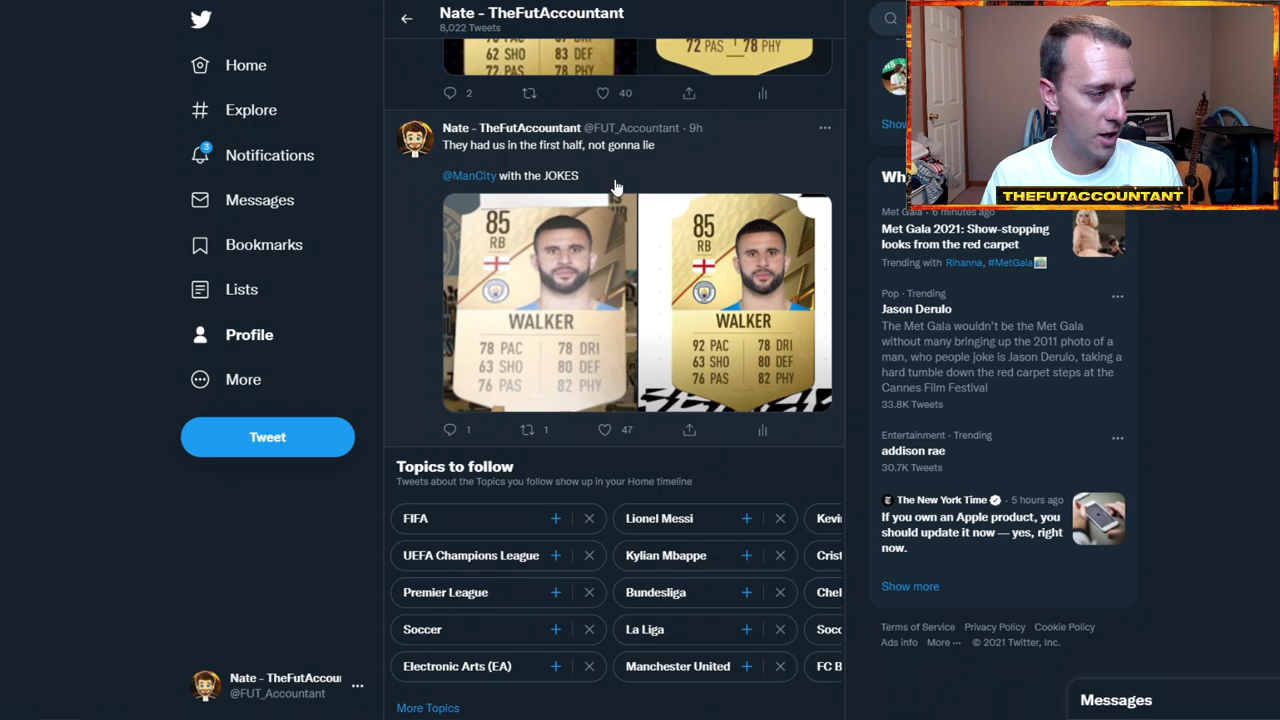 Nate - TheFutAccountant
8,022 Tweets
Home
Explore
3
Notifications
Messages
Bookmarks
Lists
Profile
More
Tweet
Nate - TheFutAccou
@FUT_Accountant
62 SHO 83 DEF
72 PAS 78 PHY
72 PAS 78 PHY
2 40
Nate - TheFutAccountant @FUT_Accountant · 9h
They had us in the first half, not gonna lie
@ManCity with the JOKES
85
RB
WALKER
78 PAC 78 DRI
63 SHO 80 DEF
76 PAS 82 PHY
85
RB
WALKER
92 PAC 78 DRI
63 SHO 80 DEF
76 PAS 82 PHY
1 1 47
Topics to follow
Tweets about the Topics you follow show up in your Home timeline
FIFA Lionel Messi Kevi
UEFA Champions League Kylian Mbappe Crist
Premier League Bundesliga Chel
Soccer La Liga Socc
Electronic Arts (EA) Manchester United FC B
More Topics
THEFUTACCOUNTANT
Show
Wh
Met Gala · 6 minutes ago
Met Gala 2021: Show-stopping
looks from the red carpet
Trending with Rihanna, #MetGala
Pop · Trending
Jason Derulo
The Met Gala wouldn't be the Met Gala
without many bringing up the 2011 photo of a
man, who people joke is Jason Derulo, taking a
hard tumble down the red carpet steps at the
Cannes Film Festival
33.8K Tweets
Entertainment · Trending
addison rae
30.7K Tweets
The New York Time · 5 hours ago
If you own an Apple product, you
should update it now — yes, right
now.
Show more
Terms of Service Privacy Policy Cookie Policy
Ads info More ··· © 2021 Twitter, Inc.
Messages